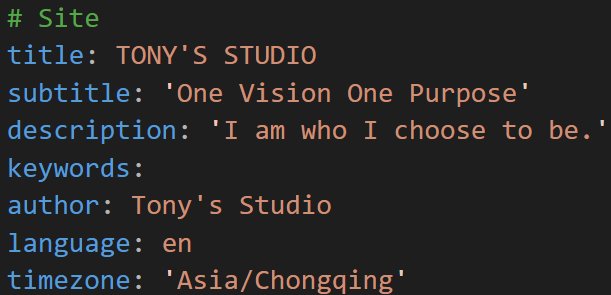 # Site
title: TONY'S STUDIO
subtitle: 'One Vision One Purpose'
description: 'I am who I choose to be.'
keywords:
author: Tony's Studio
language: en
timezone: 'Asia/Chongqing'